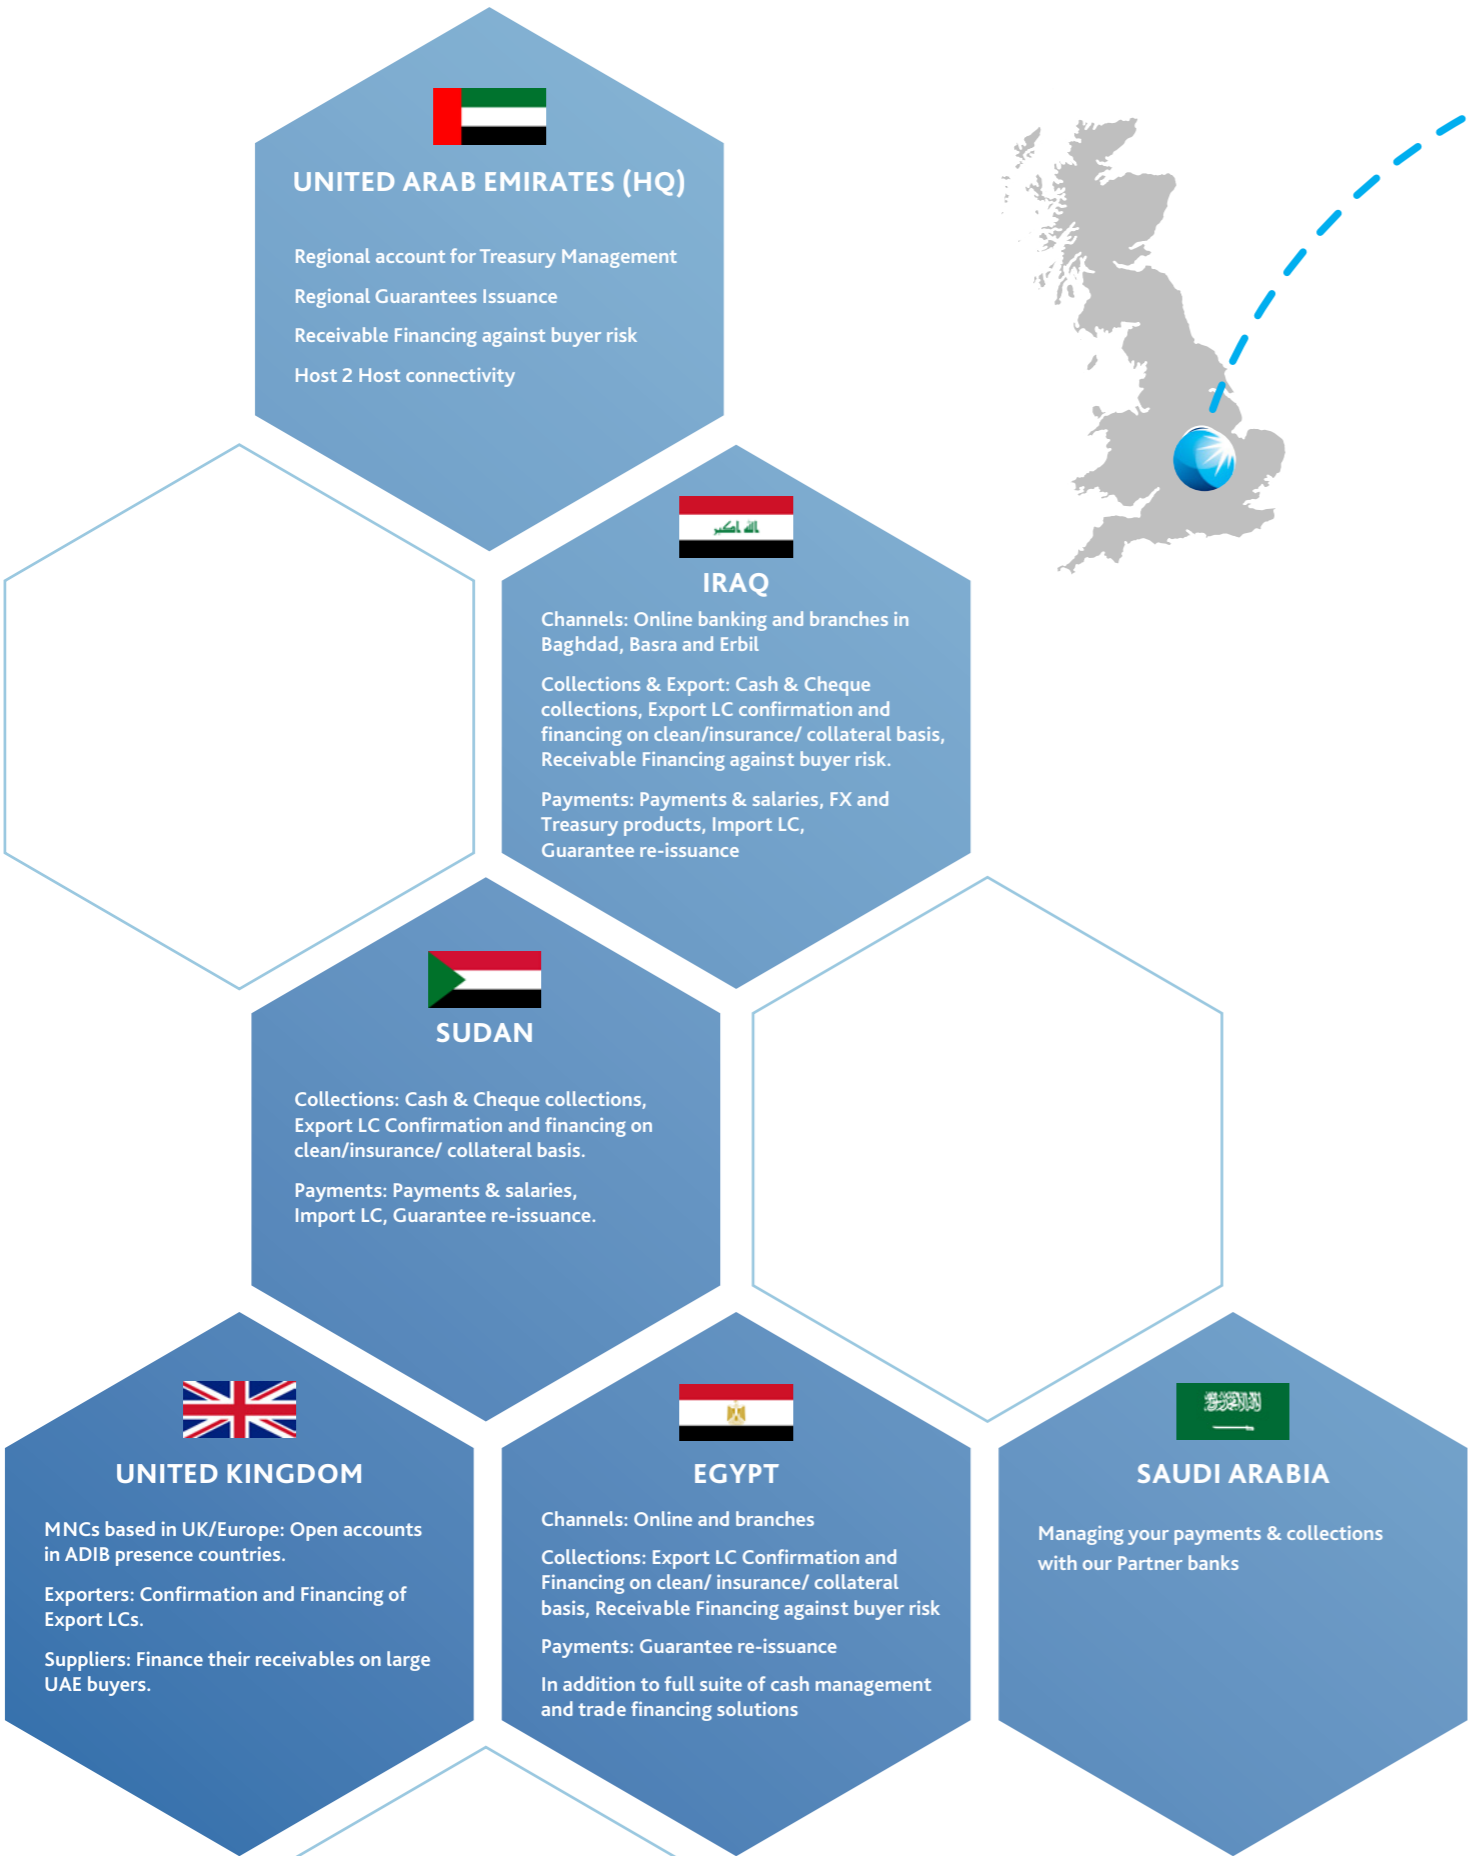 UNITED ARAB EMIRATES (HQ)
Regional account for Treasury Management
Regional Guarantees Issuance
Receivable Financing against buyer risk
Host 2 Host connectivity
الله اكبر
IRAQ
Channels: Online banking and branches in
Baghdad, Basra and Erbil
Collections & Export: Cash & Cheque
collections, Export LC confirmation and
financing on clean/insurance/ collateral basis,
Receivable Financing against buyer risk.
Payments: Payments & salaries, FX and
Treasury products, Import LC,
Guarantee re-issuance
SUDAN
Collections: Cash & Cheque collections,
Export LC Confirmation and financing on
clean/insurance/ collateral basis.
Payments: Payments & salaries,
Import LC, Guarantee re-issuance.
UNITED KINGDOM
MNCs based in UK/Europe: Open accounts
in ADIB presence countries.
Exporters: Confirmation and Financing of
Export LCs.
Suppliers: Finance their receivables on large
UAE buyers.
EGYPT
Channels: Online and branches
Collections: Export LC Confirmation and
Financing on clean/ insurance/ collateral
basis, Receivable Financing against buyer risk
Payments: Guarantee re-issuance
In addition to full suite of cash management
and trade financing solutions
SAUDI ARABIA
Managing your payments & collections
with our Partner banks